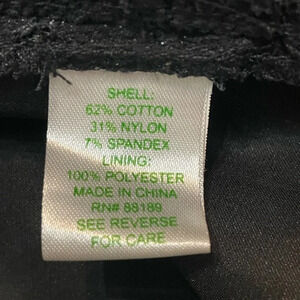 SHELL:
62% COTTON
31% NYLON
7% SPANDEX
LINING:
100% POLYESTER
MADE IN CHINA
RN# 88189
SEE REVERSE
FOR CARE